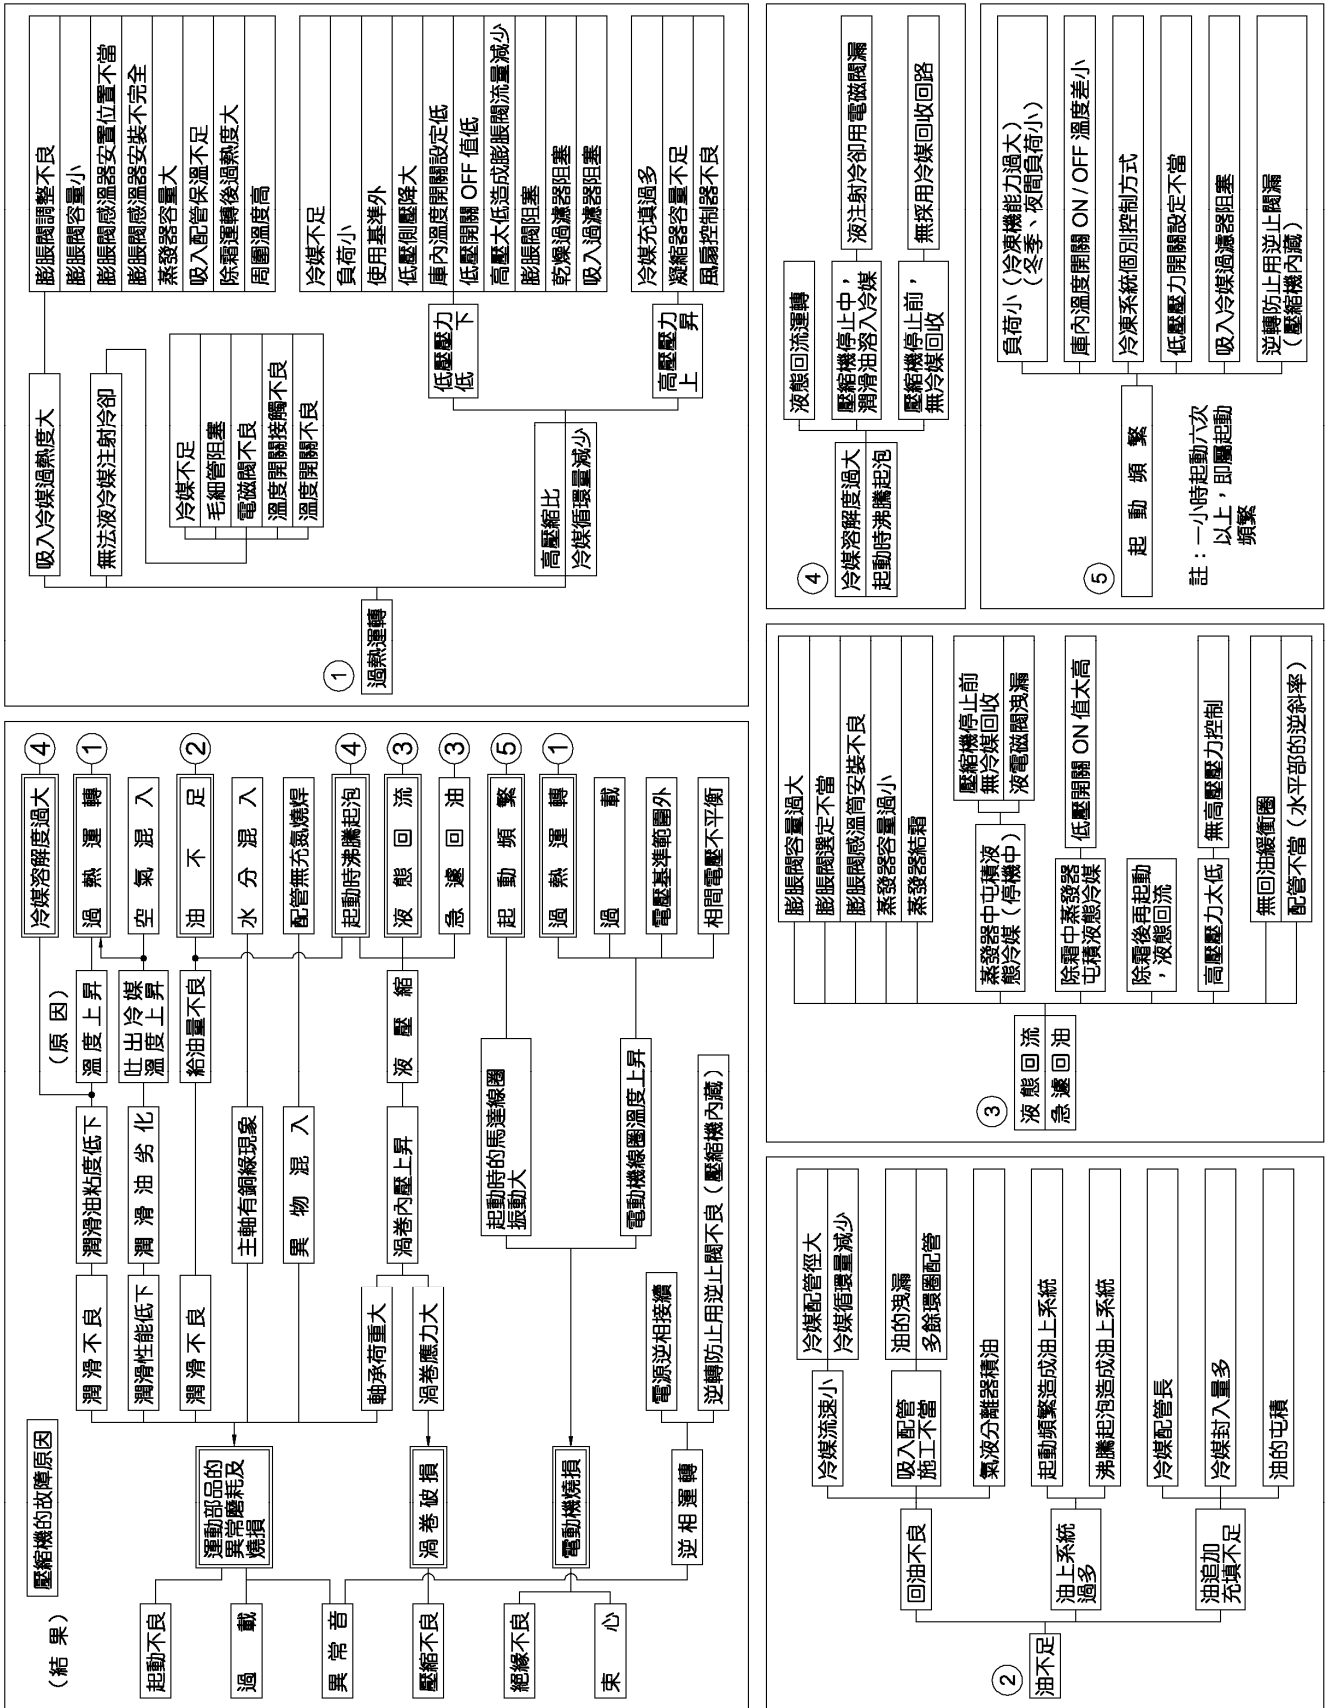 壓縮機的故障原因
(結 果)
(原 因)
起動不良
過 載
異 常 音
壓縮不良
絕緣不良
束 心
運動部品的
異常磨耗及
燒損
渦 卷 破 損
電動機燒損
逆 相 運 轉
潤 滑 不 良
潤滑性能低下
潤 滑 不 良
軸承荷重大
渦卷應力大
電源逆相接續
逆轉防止用逆止閥不良(壓縮機內藏)
潤滑油粘度低下
潤 滑 油 劣 化
主軸有銅綠現象
異 物 混 入
渦卷內壓上昇
起動時的馬達線圈
振動大
電動機線圈溫度上昇
溫 度 上 昇
吐 出 冷 媒
溫 度 上 昇
給油量不良
液 壓 縮
冷媒溶解度過大
④
過 熱 運 轉
①
空 氣 混 入
油 不 足
②
水 分 混 入
配管無充氮燒焊
起動時沸騰起泡
④
液 態 回 流
③
急 遽 回 油
③
起 動 頻 繁
⑤
過 熱 運 轉
①
過 載
電壓基準範圍外
相間電壓不平衡
①
過熱運轉
吸入冷媒過熱度大
無法液冷媒注射冷卻
高壓縮比
冷媒循環量減少
膨脹閥調整不良
膨脹閥容量小
膨脹閥感溫器安置位置不當
膨脹閥感溫器安裝不完全
蒸發器容量大
吸入配管保溫不足
除霜運轉後過熱度大
周圍溫度高
冷媒不足
毛細管阻塞
電磁閥不良
溫度開關接觸不良
溫度開關不良
低壓壓力
低 下
高壓壓力
上 昇
冷媒不足
負荷小
使用基準外
低壓側壓降大
庫內溫度開關設定低
低壓開關 OFF 值低
高壓太低造成膨脹閥流量減少
膨脹閥阻塞
乾燥過濾器阻塞
吸入過濾器阻塞
冷媒充填過多
凝縮器容量不足
風扇控制器不良
②
油不足
回油不良
油上系統
過多
油追加
充填不足
冷媒流速小
吸入配管
施工不當
氣液分離器積油
起動頻繁造成油上系統
沸騰起泡造成油上系統
冷媒配管長
冷媒封入量多
油的屯積
冷媒配管徑大
冷媒循環量減少
油的洩漏
多餘環圈配管
③
液 態 回 流
急 遽 回 油
膨脹閥容量過大
膨脹閥選定不當
膨脹閥感溫筒安裝不良
蒸發器容量過小
蒸發器結霜
蒸發器中屯積液
態冷媒(停機中)
除霜中蒸發器
屯積液態冷媒
除霜後再起動
,液態回流
高壓壓力太低
無回油緩衝圈
配管不當(水平部的逆斜率)
壓縮機停止前
無冷媒回收
液電磁閥洩漏
低壓開關 ON 值太高
無高壓壓力控制
④
冷媒溶解度過大
起動時沸騰起泡
液態回流運轉
壓縮機停止中,
潤滑油溶入冷媒
壓縮機停止前,
無冷媒回收
液注射冷卻用電磁閥漏
無採用冷媒回收回路
⑤
起 動 頻 繁
負荷小(冷凍機能力過大)
(冬季、夜間負荷小)
庫內溫度開關 ON / OFF 溫度差小
冷凍系統個別控制方式
低壓壓力開關設定不當
吸入冷媒過濾器阻塞
逆轉防止用逆止閥漏
(壓縮機內藏)
註:一小時起動六次
以上,即屬起動
頻繁